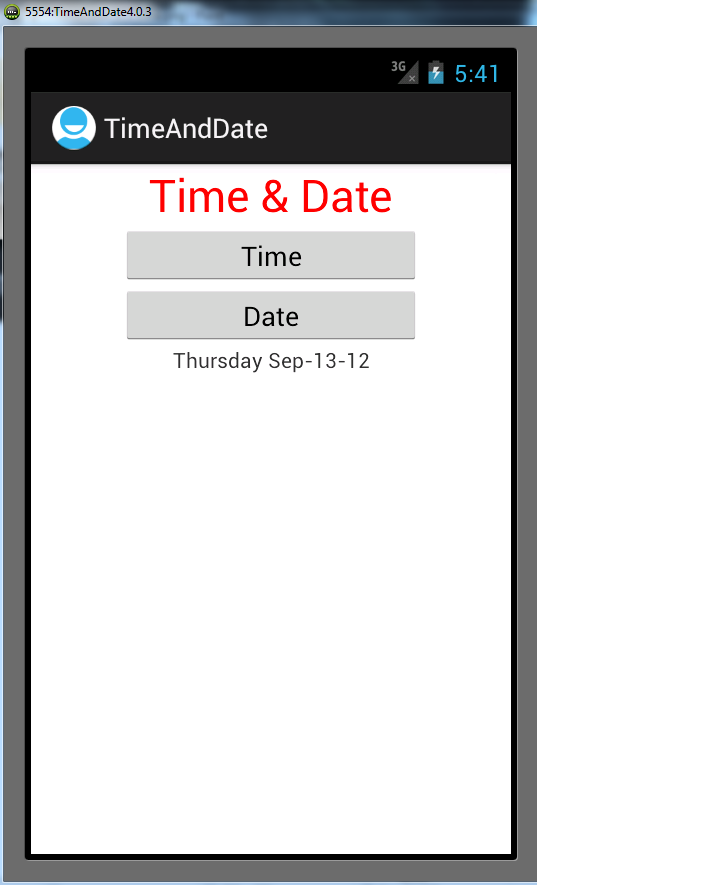 5554:TimeAndDate4.0.3
3G 5:41
TimeAndDate
Time & Date
Time
Date
Thursday Sep-13-12